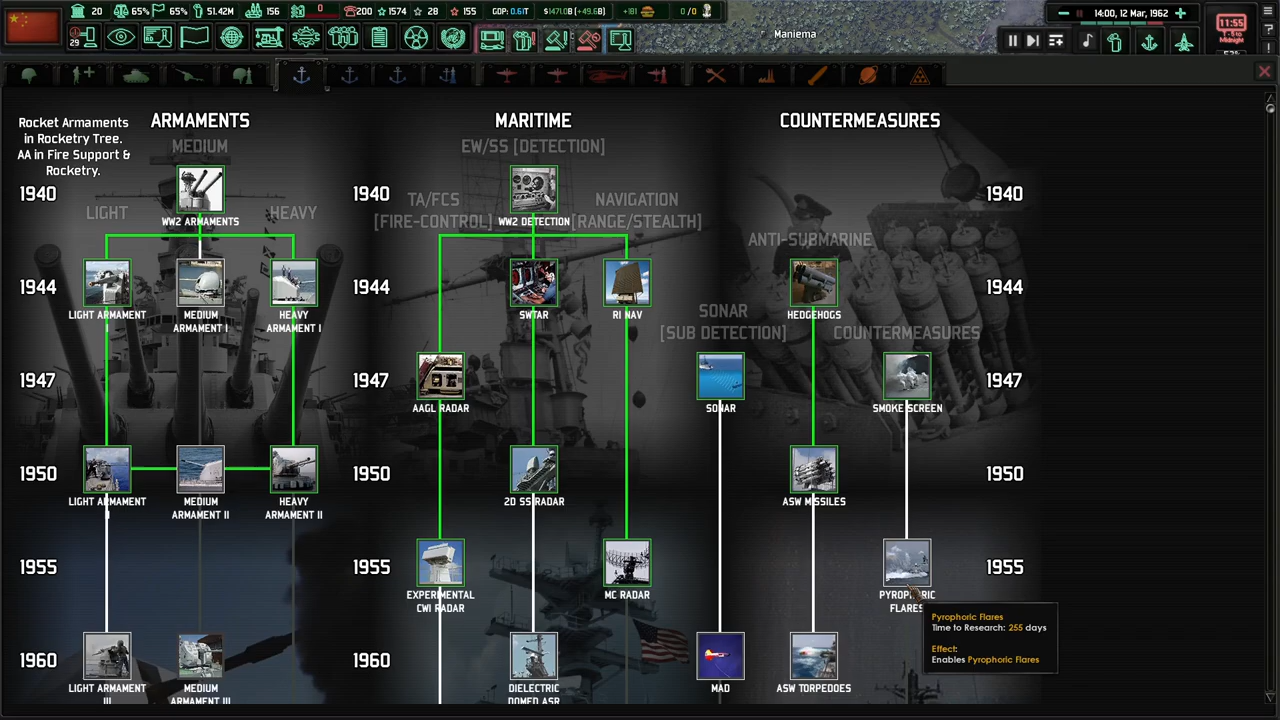 20
65%
65%
51.42M
156
0
200
1574
28
155
GDP: 0.6IT
$147.0B (+49.6B)
+181
0/0
14:00, 12 Mar, 1962
11:55
29
Maniema
Rocket Armaments
in Rocketry Tree.
AA in Fire Support &
Rocketry.
ARMAMENTS
MARITIME
COUNTERMEASURES
MEDIUM
EW/SS [DETECTION]
1940
1940
1940
LIGHT
HEAVY
TA/FCS
[FIRE-CONTROL]
NAVIGATION
[RANGE/STEALTH]
WW2 ARMAMENTS
WW2 DETECTION
ANTI-SUBMARINE
1944
1944
1944
LIGHT ARMAMENT
I
MEDIUM
ARMAMENT I
HEAVY
ARMAMENT I
SWTAR
RI NAV
HEDGEHOGS
SONAR
[SUB DETECTION]
COUNTERMEASURES
1947
1947
1947
AAGL RADAR
SONAR
SMOKE SCREEN
1950
1950
1950
LIGHT ARMAMENT
MEDIUM
ARMAMENT II
HEAVY
ARMAMENT II
2D SS RADAR
ASW MISSILES
1955
1955
1955
EXPERIMENTAL
CWI RADAR
MC RADAR
PYROPHORIC
FLARES
Pyrophoric Flares
Time to Research: 255 days
Effect:
Enables Pyrophoric Flares
1960
1960
LIGHT ARMAMENT
III
MEDIUM
ARMAMENT III
DIELECTRIC
DOMED ASR
MAD
ASW TORPEDOES